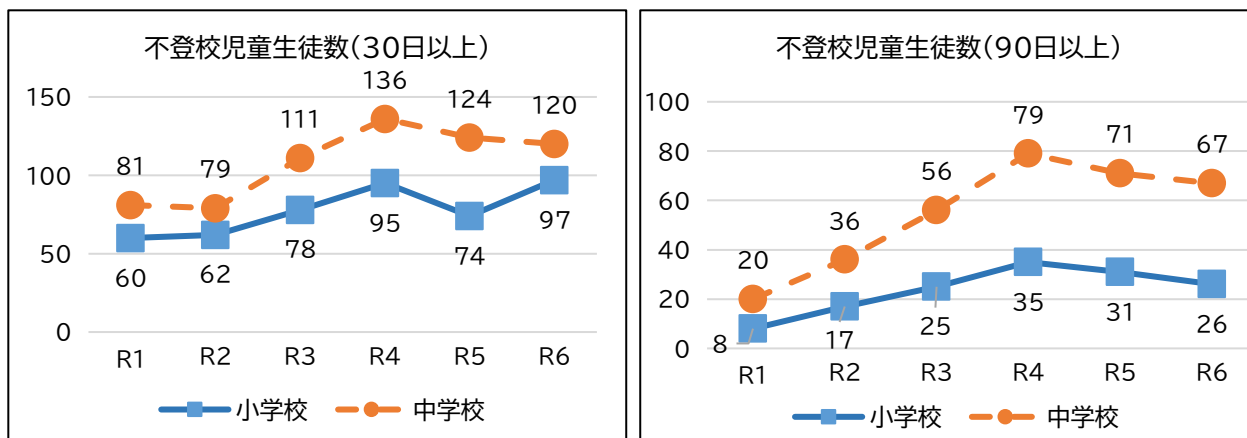 不登校児童生徒数(30日以上)
150
100
50
0
81
79
111
136
124
120
60
62
78
95
74
97
R1
R2
R3
R4
R5
R6
小学校
中学校
不登校児童生徒数(90日以上)
100
80
60
40
20
0
20
36
56
79
71
67
8
17
25
35
31
26
R1
R2
R3
R4
R5
R6
小学校
中学校